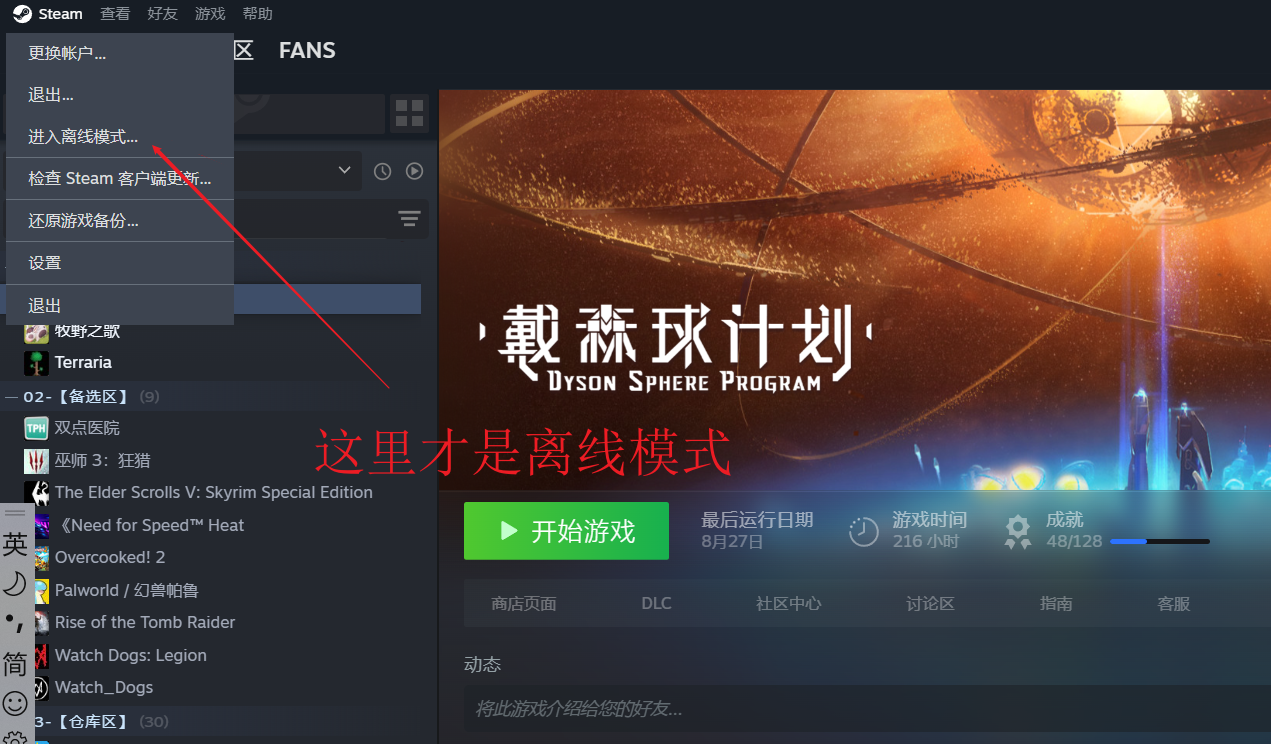 Steam 查看 好友 游戏 帮助
更换帐户...
FANS
退出...
进入离线模式...
检查 Steam 客户端更新...
还原游戏备份...
设置
退出
牧野之歌
Terraria
02-【备选区】 (9)
TPH 双点医院
巫师 3：狂猎
The Elder Scrolls V: Skyrim Special Edition
《Need for Speed™ Heat
Overcooked! 2
Palworld / 幻兽帕鲁
Rise of the Tomb Raider
Watch Dogs: Legion
Watch_Dogs
3-【仓库区】 (30)
英
简
戴森球计划
DYSON SPHERE PROGRAM
这里才是离线模式
开始游戏
最后运行日期
8月27日
游戏时间
216 小时
成就
48/128
商店页面 DLC 社区中心 讨论区 指南 客服
动态
将此游戏介绍给您的好友...